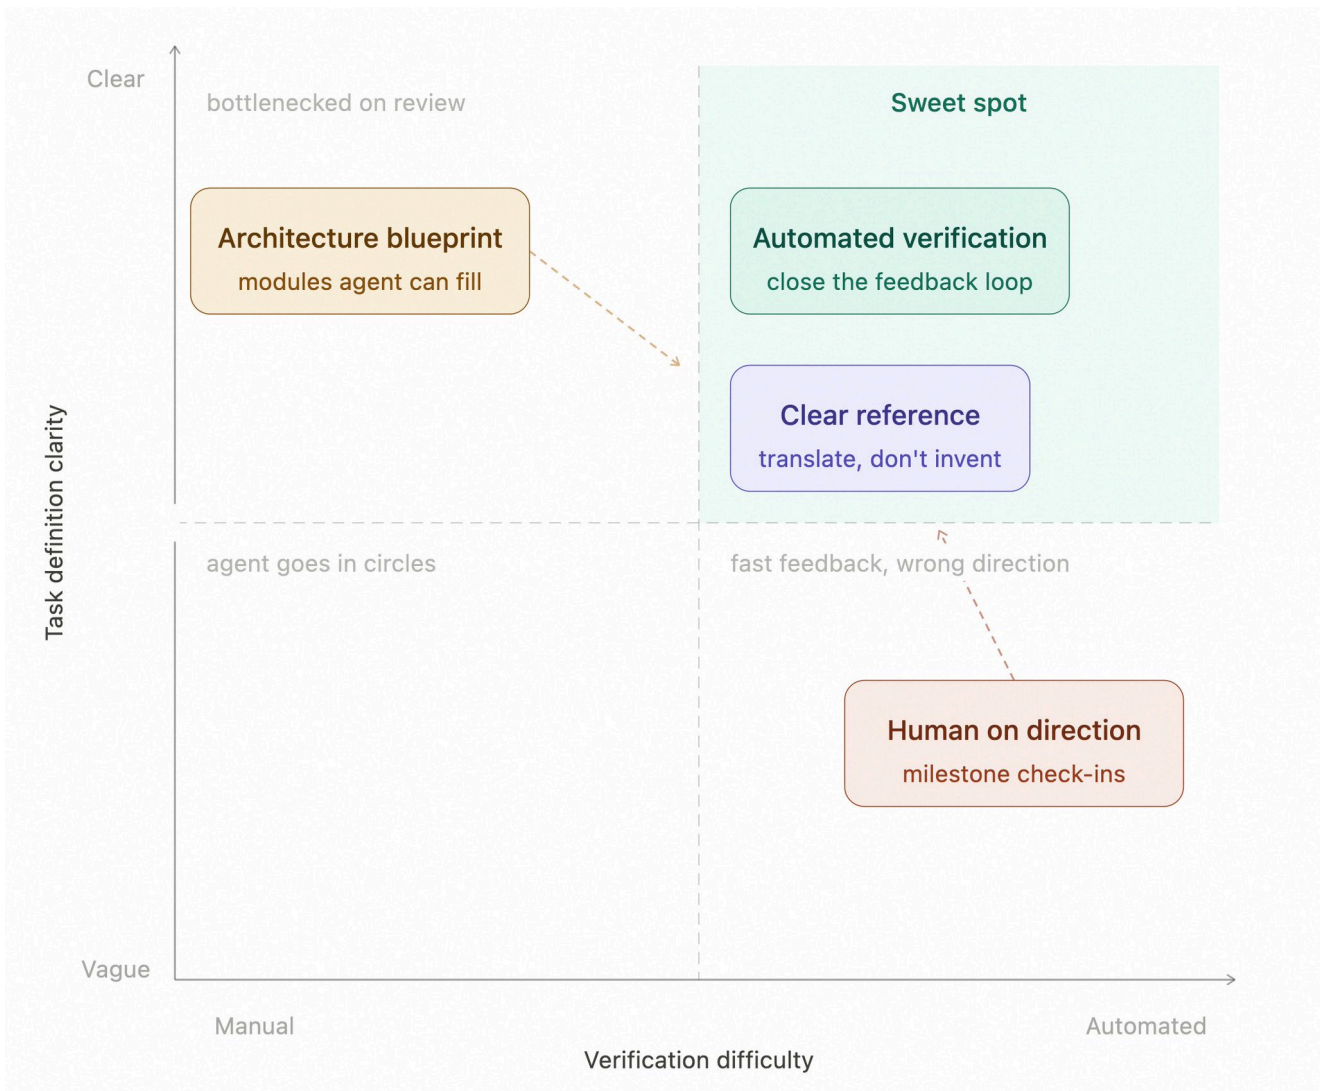 Clear
bottlenecked on review
Sweet spot
Architecture blueprint
modules agent can fill
Automated verification
close the feedback loop
Clear reference
translate, don't invent
Task definition clarity
agent goes in circles
fast feedback, wrong direction
Human on direction
milestone check-ins
Vague
Manual
Automated
Verification difficulty